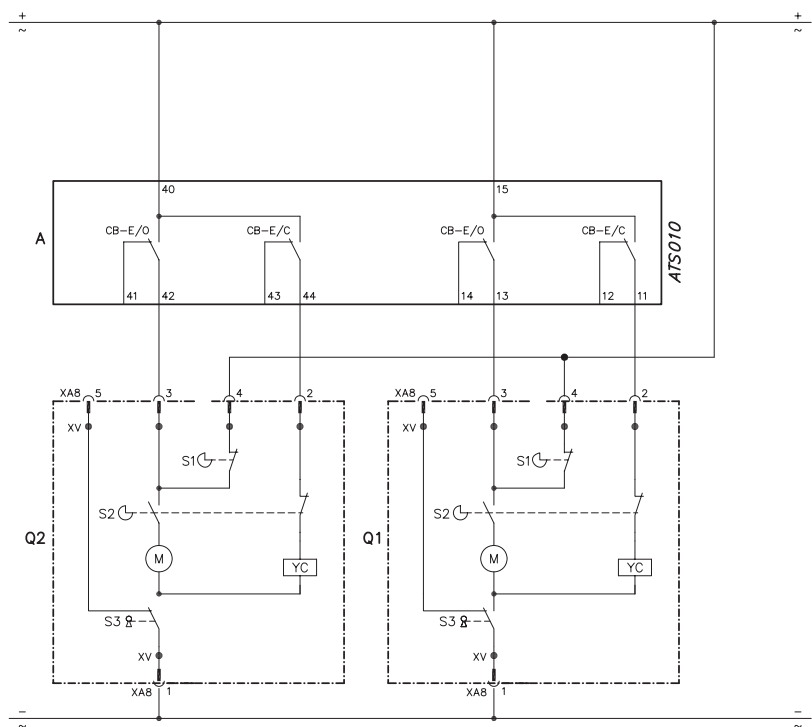 + +
~ ~
40 15
CB-E/O CB-E/C CB-E/O CB-E/C
A
ATS010
41 42 43 44 14 13 12 11
XA8 5 3 4 2 XA8 5 3 4 2
XV XV
S1 S1
S2 S2
Q2 Q1
M M
YC YC
S3 S3
XV XV
XA8 1 XA8 1
– –
~ ~